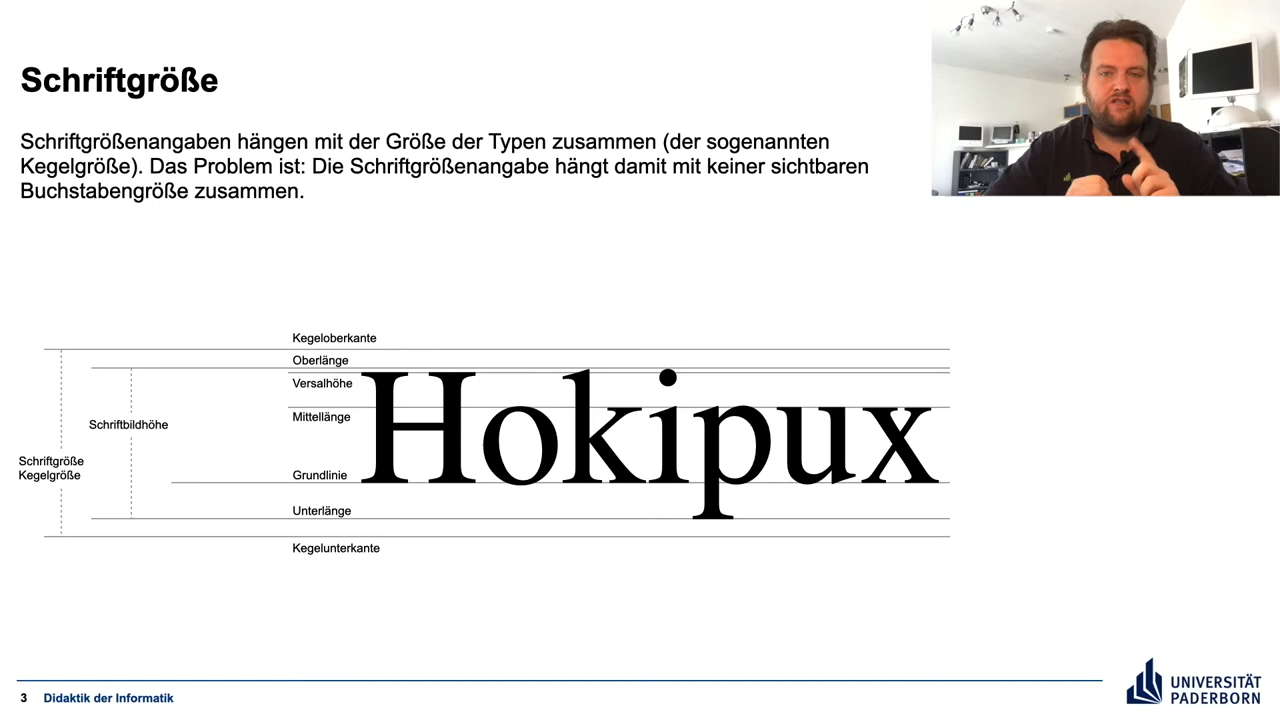 Schriftgröße
Schriftgrößenangaben hängen mit der Größe der Typen zusammen (der sogenannten
Kegelgröße). Das Problem ist: Die Schriftgrößenangabe hängt damit mit keiner sichtbaren
Buchstabengröße zusammen.
Kegeloberkante
Oberlänge
Versalhöhe
Mittellänge
Schriftbildhöhe
Schriftgröße
Kegelgröße
Grundlinie
Unterlänge
Kegelunterkante
Hokipux
3 Didaktik der Informatik
UNIVERSITÄT
PADERBORN